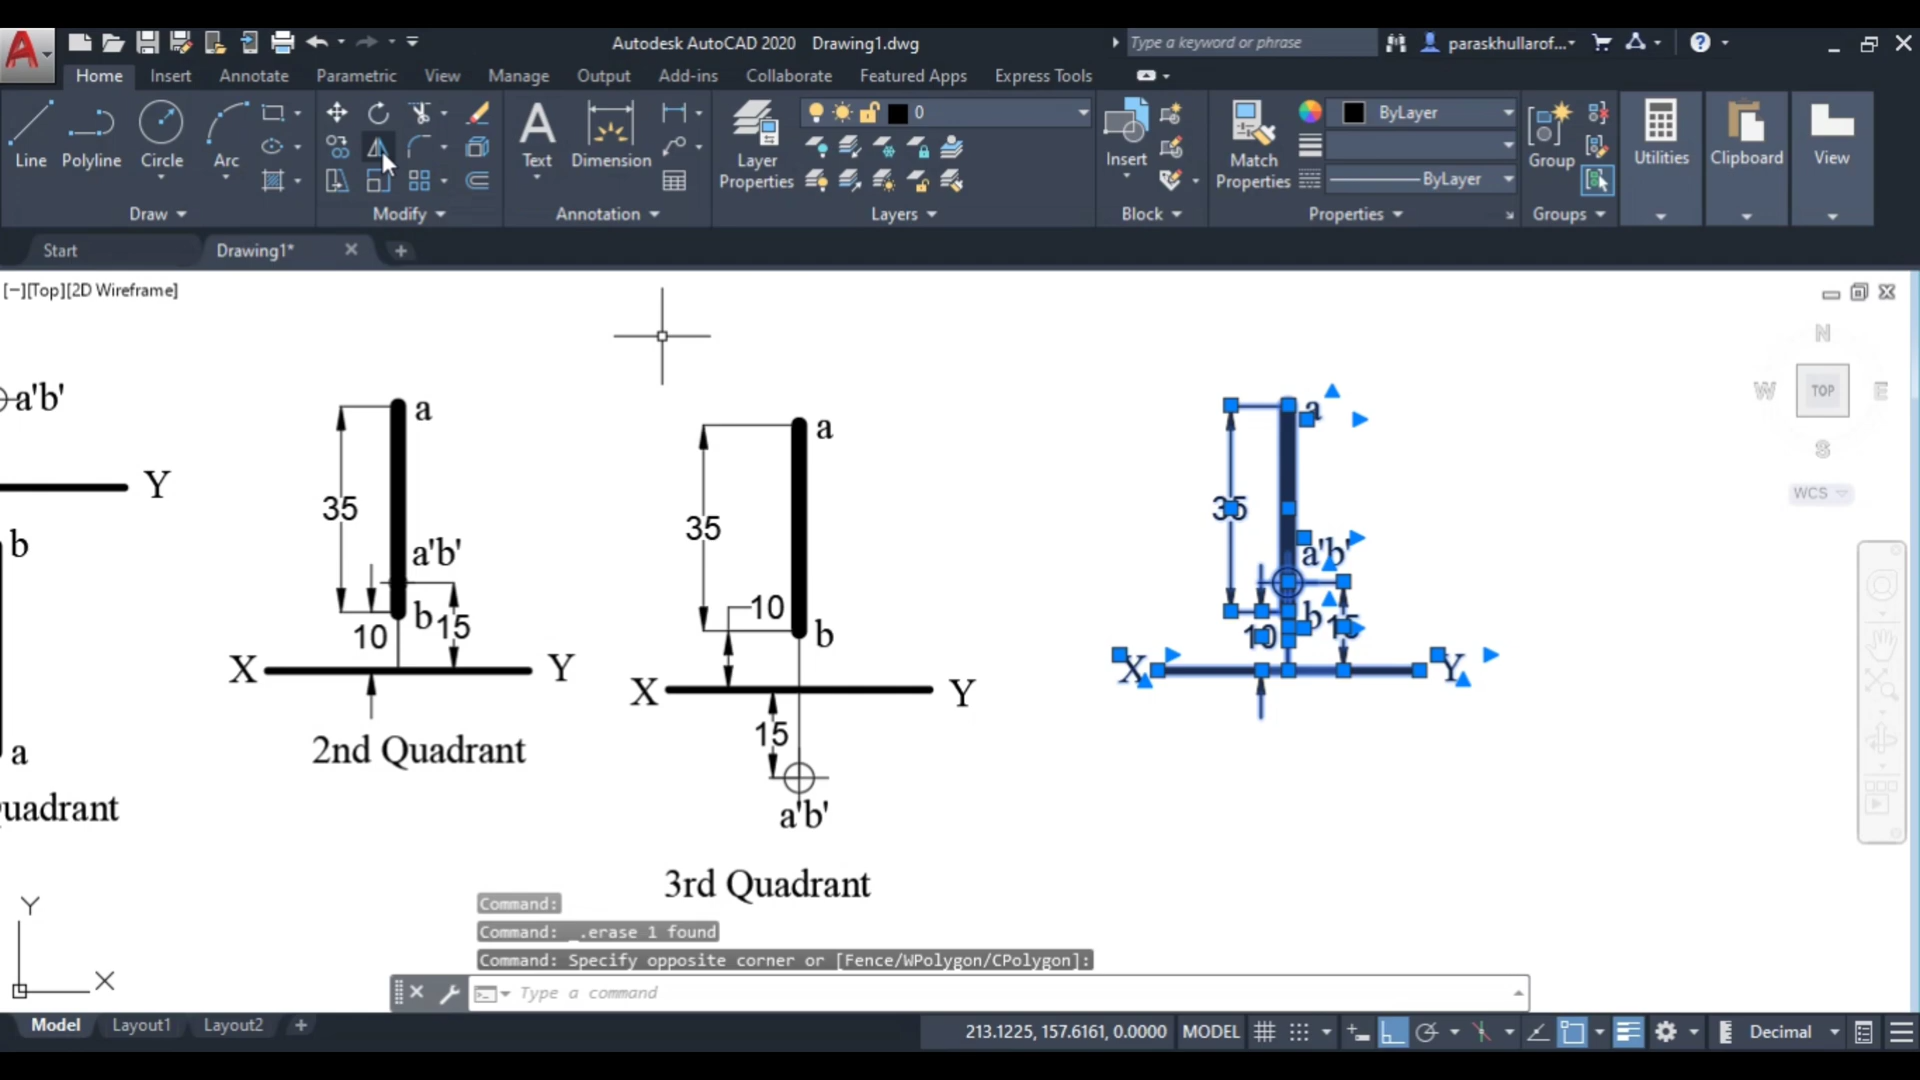 Autodesk AutoCAD 2020 Drawing1.dwg
Type a keyword or phrase
paraskhullarof...
Home Insert Annotate Parametric View Manage Output Add-ins Collaborate Featured Apps Express Tools
0
ByLayer
Line Polyline Circle Arc
Text Dimension
Layer Properties
Insert
Match Properties
ByLayer
Group
Utilities Clipboard View
Draw Modify Annotation Layers Block Properties Groups
Start Drawing1*
[−][Top][2D Wireframe]
N
W TOP E
S
WCS
a'b'
Y
b
a
uadrant
a
35
a'b'
b
15
10
X Y
2nd Quadrant
a
35
10
b
X Y
15
a'b'
3rd Quadrant
a
35
a'b'
b
15
10
X Y
Y
X
Command:
Command: _.erase 1 found
Command: Specify opposite corner or [Fence/WPolygon/CPolygon]:
Type a command
Model Layout1 Layout2
213.1225, 157.6161, 0.0000 MODEL
Decimal